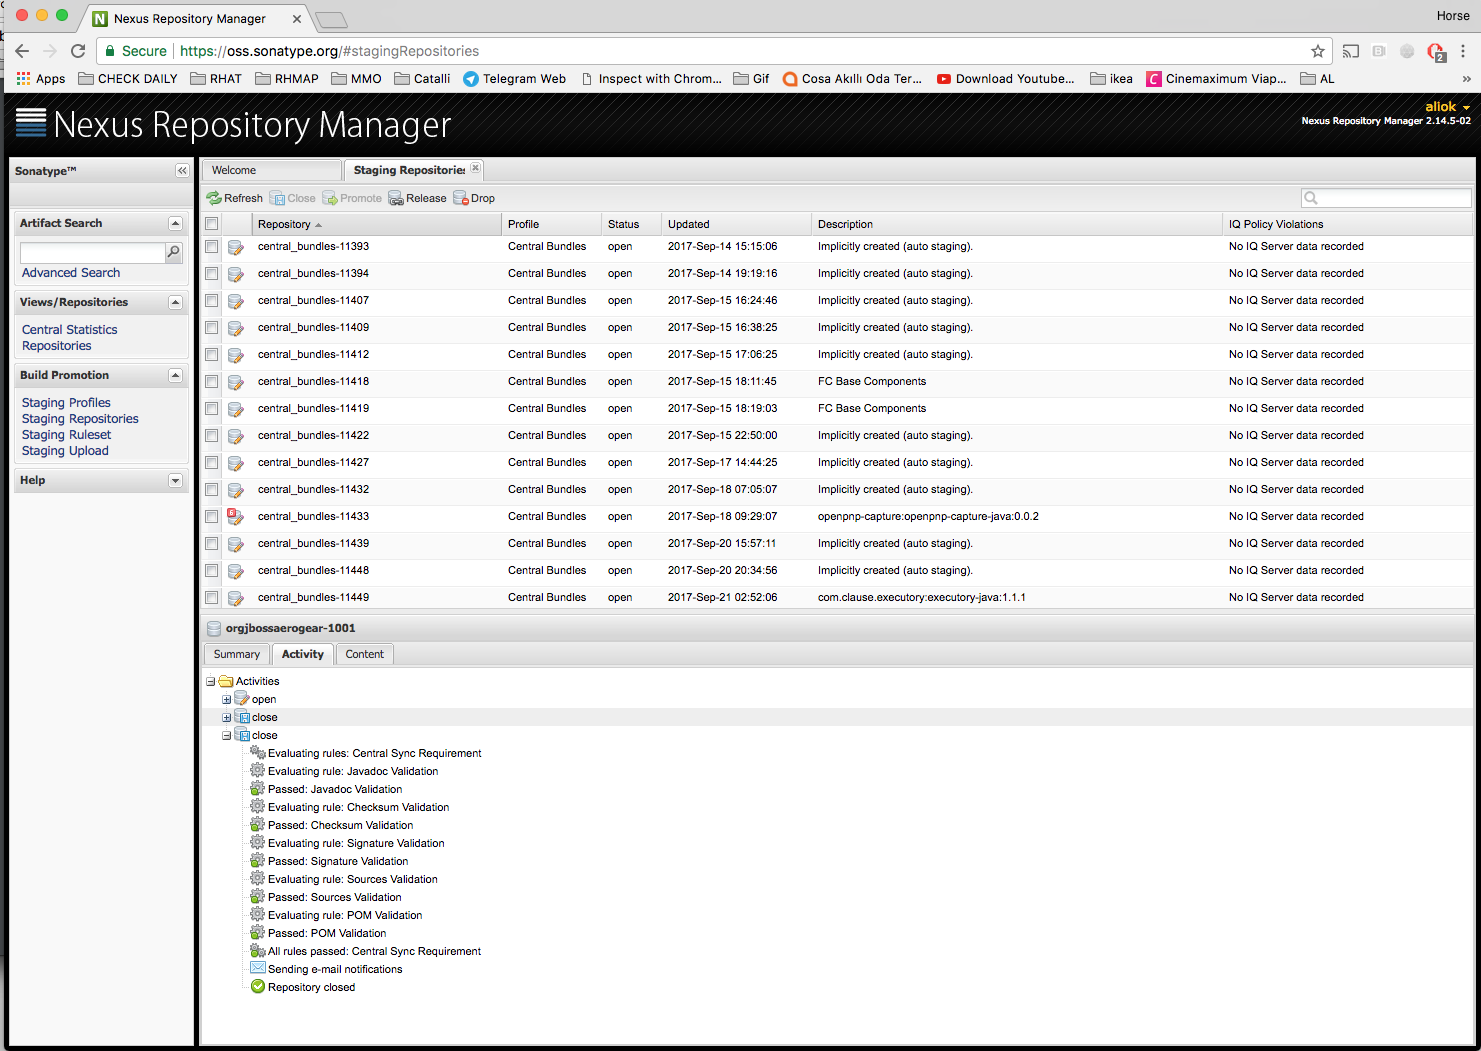 Nexus Repository Manager
Horse
Secure https://oss.sonatype.org/#stagingRepositories
2
Apps CHECK DAILY RHAT RHMAP MMO Catalli Telegram Web Inspect with Chrom... Gif Cosa Akıllı Oda Ter... Download Youtube... ikea C Cinemaximum Viap... AL »
Nexus Repository Manager
aliok
Nexus Repository Manager 2.14.5-02
Sonatype™
Artifact Search
Advanced Search
Views/Repositories
Central Statistics
Repositories
Build Promotion
Staging Profiles
Staging Repositories
Staging Ruleset
Staging Upload
Help
Welcome Staging Repositories
Refresh Close Promote Release Drop
Repository Profile Status Updated Description IQ Policy Violations
central_bundles-11393 Central Bundles open 2017-Sep-14 15:15:06 Implicitly created (auto staging). No IQ Server data recorded
central_bundles-11394 Central Bundles open 2017-Sep-14 19:19:16 Implicitly created (auto staging). No IQ Server data recorded
central_bundles-11407 Central Bundles open 2017-Sep-15 16:24:46 Implicitly created (auto staging). No IQ Server data recorded
central_bundles-11409 Central Bundles open 2017-Sep-15 16:38:25 Implicitly created (auto staging). No IQ Server data recorded
central_bundles-11412 Central Bundles open 2017-Sep-15 17:06:25 Implicitly created (auto staging). No IQ Server data recorded
central_bundles-11418 Central Bundles open 2017-Sep-15 18:11:45 FC Base Components No IQ Server data recorded
central_bundles-11419 Central Bundles open 2017-Sep-15 18:19:03 FC Base Components No IQ Server data recorded
central_bundles-11422 Central Bundles open 2017-Sep-15 22:50:00 Implicitly created (auto staging). No IQ Server data recorded
central_bundles-11427 Central Bundles open 2017-Sep-17 14:44:25 Implicitly created (auto staging). No IQ Server data recorded
central_bundles-11432 Central Bundles open 2017-Sep-18 07:05:07 Implicitly created (auto staging). No IQ Server data recorded
central_bundles-11433 Central Bundles open 2017-Sep-18 09:29:07 openpnp-capture:openpnp-capture-java:0.0.2 No IQ Server data recorded
central_bundles-11439 Central Bundles open 2017-Sep-20 15:57:11 Implicitly created (auto staging). No IQ Server data recorded
central_bundles-11448 Central Bundles open 2017-Sep-20 20:34:56 Implicitly created (auto staging). No IQ Server data recorded
central_bundles-11449 Central Bundles open 2017-Sep-21 02:52:06 com.clause.executory:executory-java:1.1.1 No IQ Server data recorded
orgjbossaerogear-1001
Summary Activity Content
Activities
open
close
close
Evaluating rules: Central Sync Requirement
Evaluating rule: Javadoc Validation
Passed: Javadoc Validation
Evaluating rule: Checksum Validation
Passed: Checksum Validation
Evaluating rule: Signature Validation
Passed: Signature Validation
Evaluating rule: Sources Validation
Passed: Sources Validation
Evaluating rule: POM Validation
Passed: POM Validation
All rules passed: Central Sync Requirement
Sending e-mail notifications
Repository closed